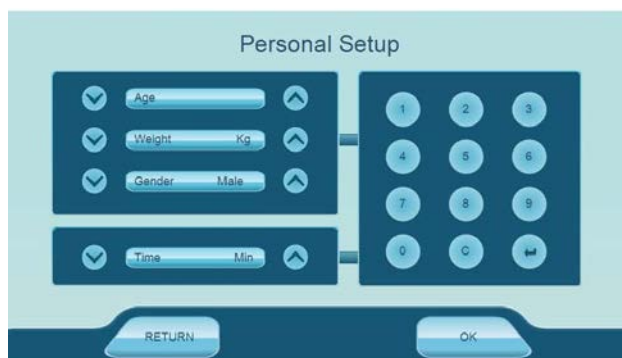 Personal Setup
Age
Weight Kg
Gender Male
Time Min
1 2 3
4 5 6
7 8 9
0 C
RETURN
OK